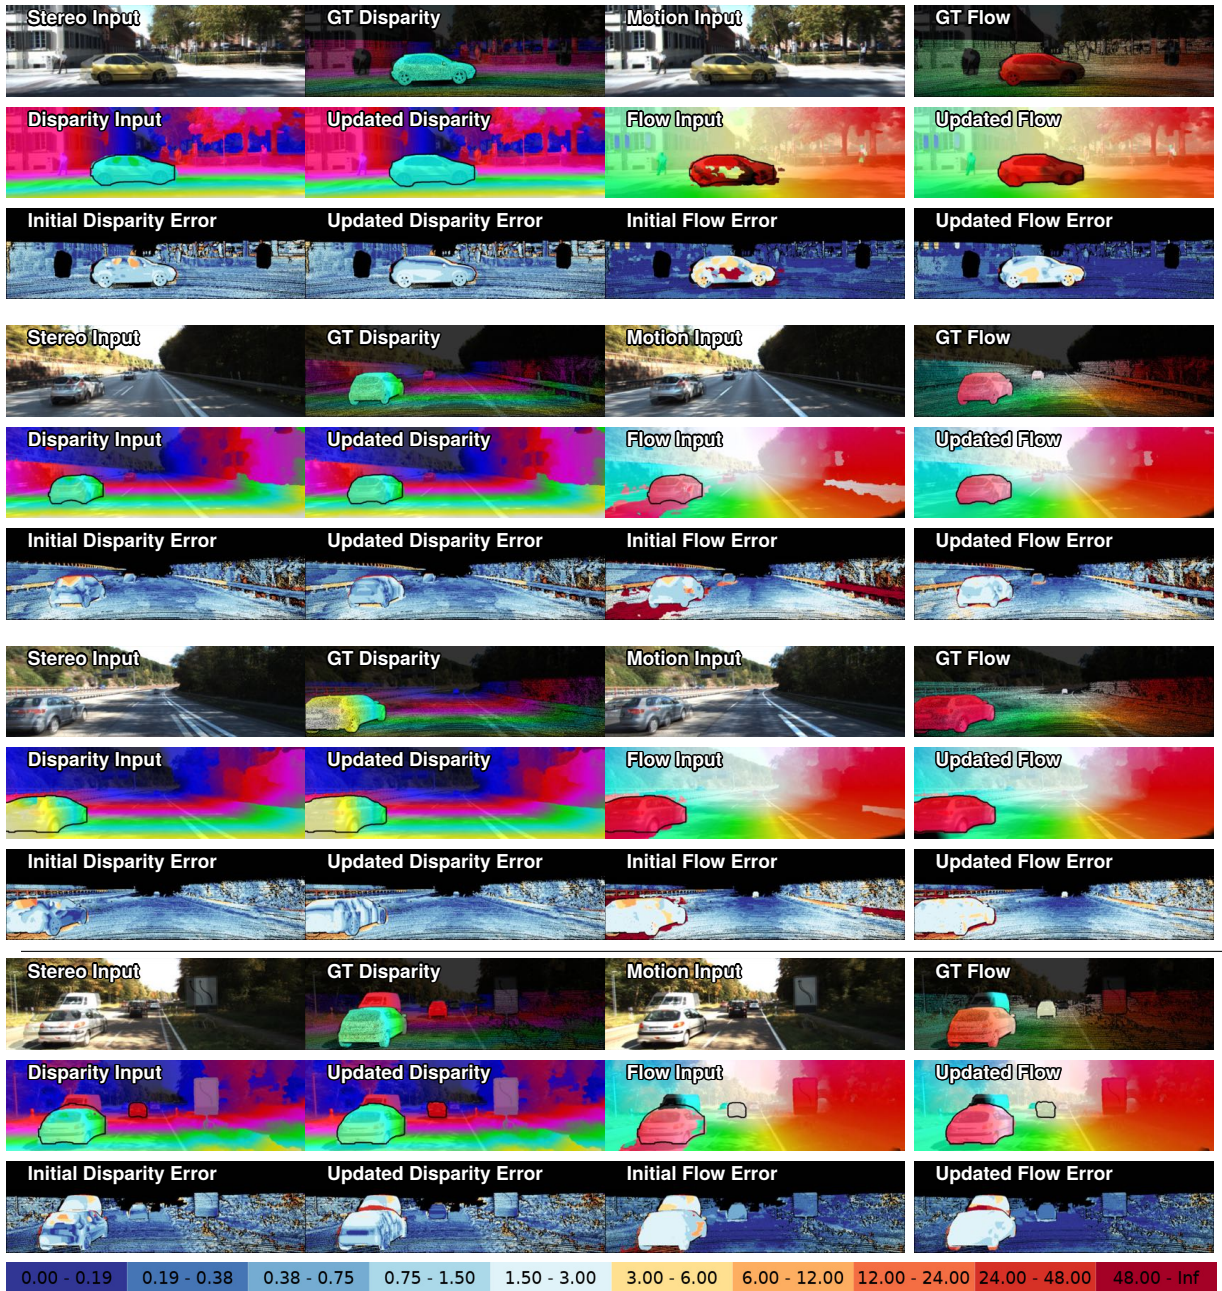 Stereo Input GT Disparity Motion Input GT Flow
Disparity Input Updated Disparity Flow Input Updated Flow
Initial Disparity Error Updated Disparity Error Initial Flow Error Updated Flow Error
Stereo Input GT Disparity Motion Input GT Flow
Disparity Input Updated Disparity Flow Input Updated Flow
Initial Disparity Error Updated Disparity Error Initial Flow Error Updated Flow Error
Stereo Input GT Disparity Motion Input GT Flow
Disparity Input Updated Disparity Flow Input Updated Flow
Initial Disparity Error Updated Disparity Error Initial Flow Error Updated Flow Error
Stereo Input GT Disparity Motion Input GT Flow
Disparity Input Updated Disparity Flow Input Updated Flow
Initial Disparity Error Updated Disparity Error Initial Flow Error Updated Flow Error
0.00 - 0.19 0.19 - 0.38 0.38 - 0.75 0.75 - 1.50 1.50 - 3.00 3.00 - 6.00 6.00 - 12.00 12.00 - 24.00 24.00 - 48.00 48.00 - Inf